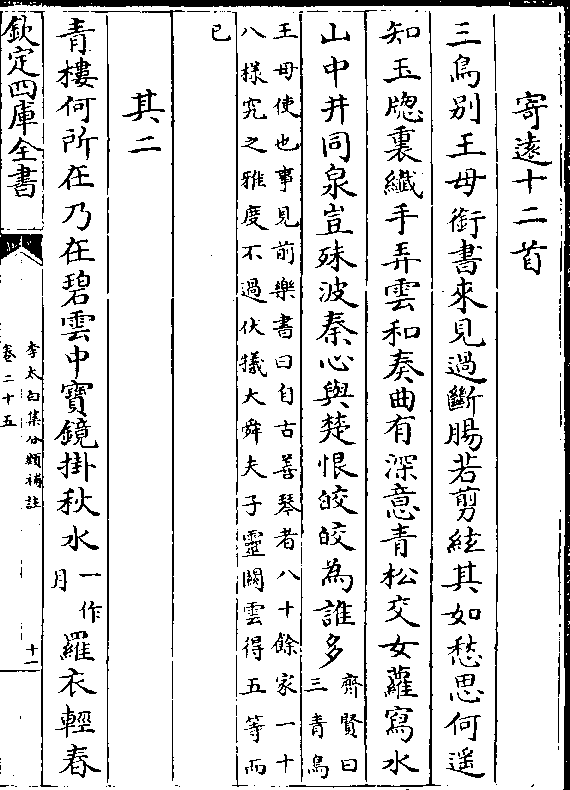 寄逺十二首
三鳥别王母銜書來見過斷腸若剪絃其如愁思何遥
知玉牕裏纎手弄雲和奏曲有深意青松交女蘿寫水
山中井同泉豈殊波秦心與楚恨皎皎為誰多齊賢曰三青鳥
王母使也事見前樂書曰自古善琴者八十餘家一十
八様究之雅度不過伏犧大舜夫子靈關雲得五等而
已
其二
青樓何所在乃在碧雲中寳鏡掛秋水一作月羅衣輕春
欽定四庫全書
李太白集分類補註
卷二十五
十一